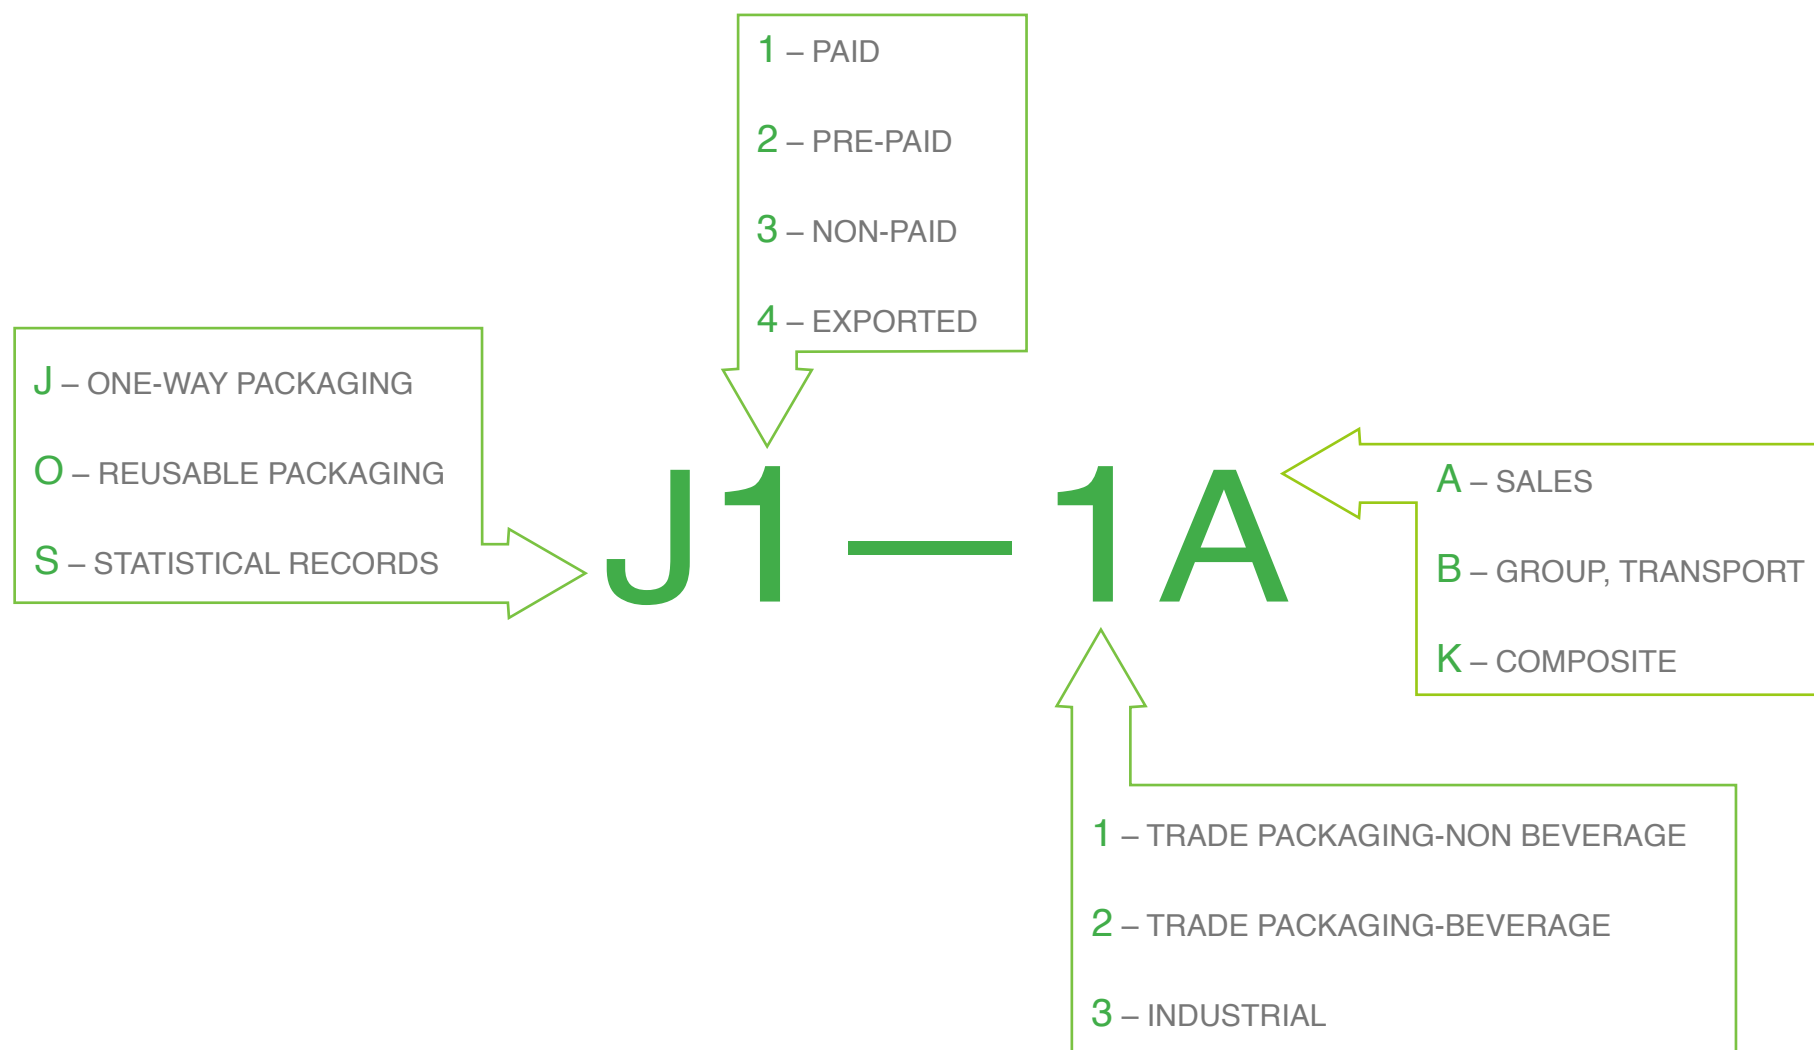 1 – PAID
2 – PRE-PAID
3 – NON-PAID
4 – EXPORTED
J – ONE-WAY PACKAGING
O – REUSABLE PACKAGING
S – STATISTICAL RECORDS
J1 — 1A
A – SALES
B – GROUP, TRANSPORT
K – COMPOSITE
1 – TRADE PACKAGING-NON BEVERAGE
2 – TRADE PACKAGING-BEVERAGE
3 – INDUSTRIAL